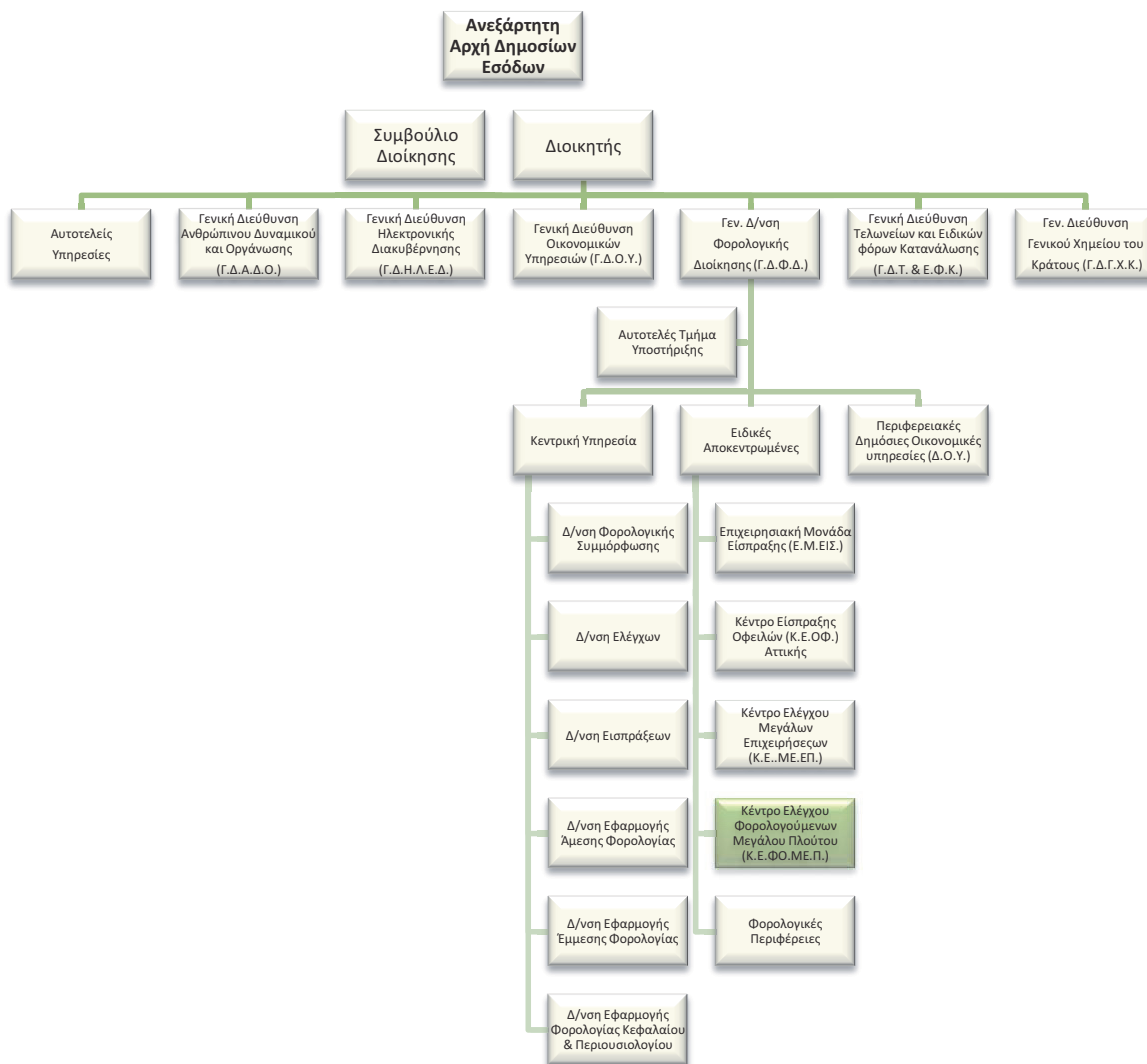 Ανεξάρτητη
Αρχή Δημοσίων
Εσόδων
Συμβούλιο
Διοίκησης
Διοικητής
Αυτοτελείς
Υπηρεσίες
Γενική Διεύθυνση
Ανθρώπινου Δυναμικού
και Οργάνωσης
(Γ.Δ.Α.Δ.Ο.)
Γενική Διεύθυνση
Ηλεκτρονικής
Διακυβέρνησης
(Γ.Δ.Η.Λ.Ε.Δ.)
Γενική Διεύθυνση
Οικονομικών
Υπηρεσιών (Γ.Δ.Ο.Υ.)
Γεν. Δ/νση
Φορολογικής
Διοίκησης (Γ.Δ.Φ.Δ.)
Γενική Διεύθυνση
Τελωνείων και Ειδικών
φόρων Κατανάλωσης
(Γ.Δ.Τ. & Ε.Φ.Κ.)
Γεν. Διεύθυνση
Γενικού Χημείου του
Κράτους (Γ.Δ.Γ.Χ.Κ.)
Αυτοτελές Τμήμα
Υποστήριξης
Κεντρική Υπηρεσία
Ειδικές
Αποκεντρωμένες
Περιφερειακές
Δημόσιες Οικονομικές
υπηρεσίες (Δ.Ο.Υ.)
Δ/νση Φορολογικής
Συμμόρφωσης
Δ/νση Ελέγχων
Δ/νση Εισπράξεων
Δ/νση Εφαρμογής
Άμεσης Φορολογίας
Δ/νση Εφαρμογής
Έμμεσης Φορολογίας
Δ/νση Εφαρμογής
Φορολογίας Κεφαλαίου
& Περιουσιολογίου
Επιχειρησιακή Μονάδα
Είσπραξης (Ε.Μ.ΕΙΣ.)
Κέντρο Είσπραξης
Οφειλών (Κ.Ε.ΟΦ.)
Αττικής
Κέντρο Ελέγχου
Μεγάλων
Επιχειρήσεςων
(Κ.Ε..ΜΕ.ΕΠ.)
Κέντρο Ελέγχου
Φορολογούμενων
Μεγάλου Πλούτου
(Κ.Ε.ΦΟ.ΜΕ.Π.)
Φορολογικές
Περιφέρειες